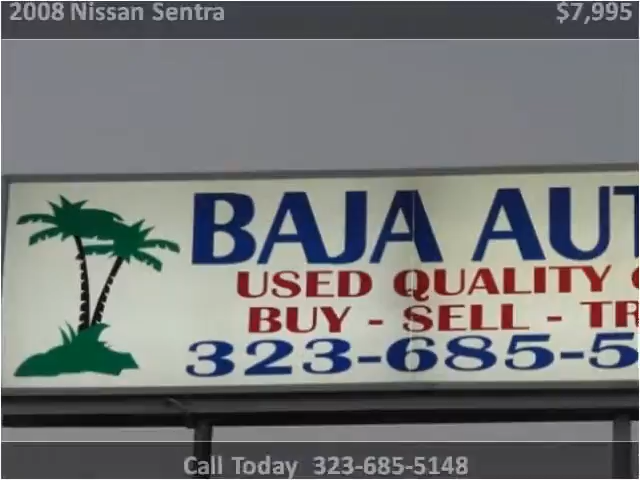 2008 Nissan Sentra $7,995
BAJA AUT
USED QUALITY
BUY - SELL - TR
323-685-5
Call Today 323-685-5148